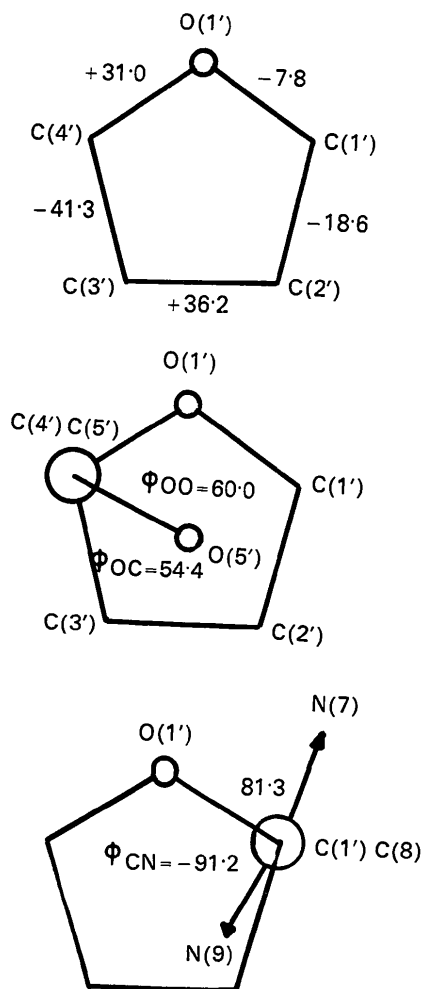 O(1′)
+31·0 −7·8
C(4′) C(1′)
−41·3 −18·6
C(3′) C(2′)
+36·2
O(1′)
C(4′) C(5′)
ϕOO=60·0 C(1′)
O(5′)
ϕOC=54·4
C(3′) C(2′)
N(7)
O(1′)
81·3
ϕCN=−91·2 C(1′) C(8)
N(9)